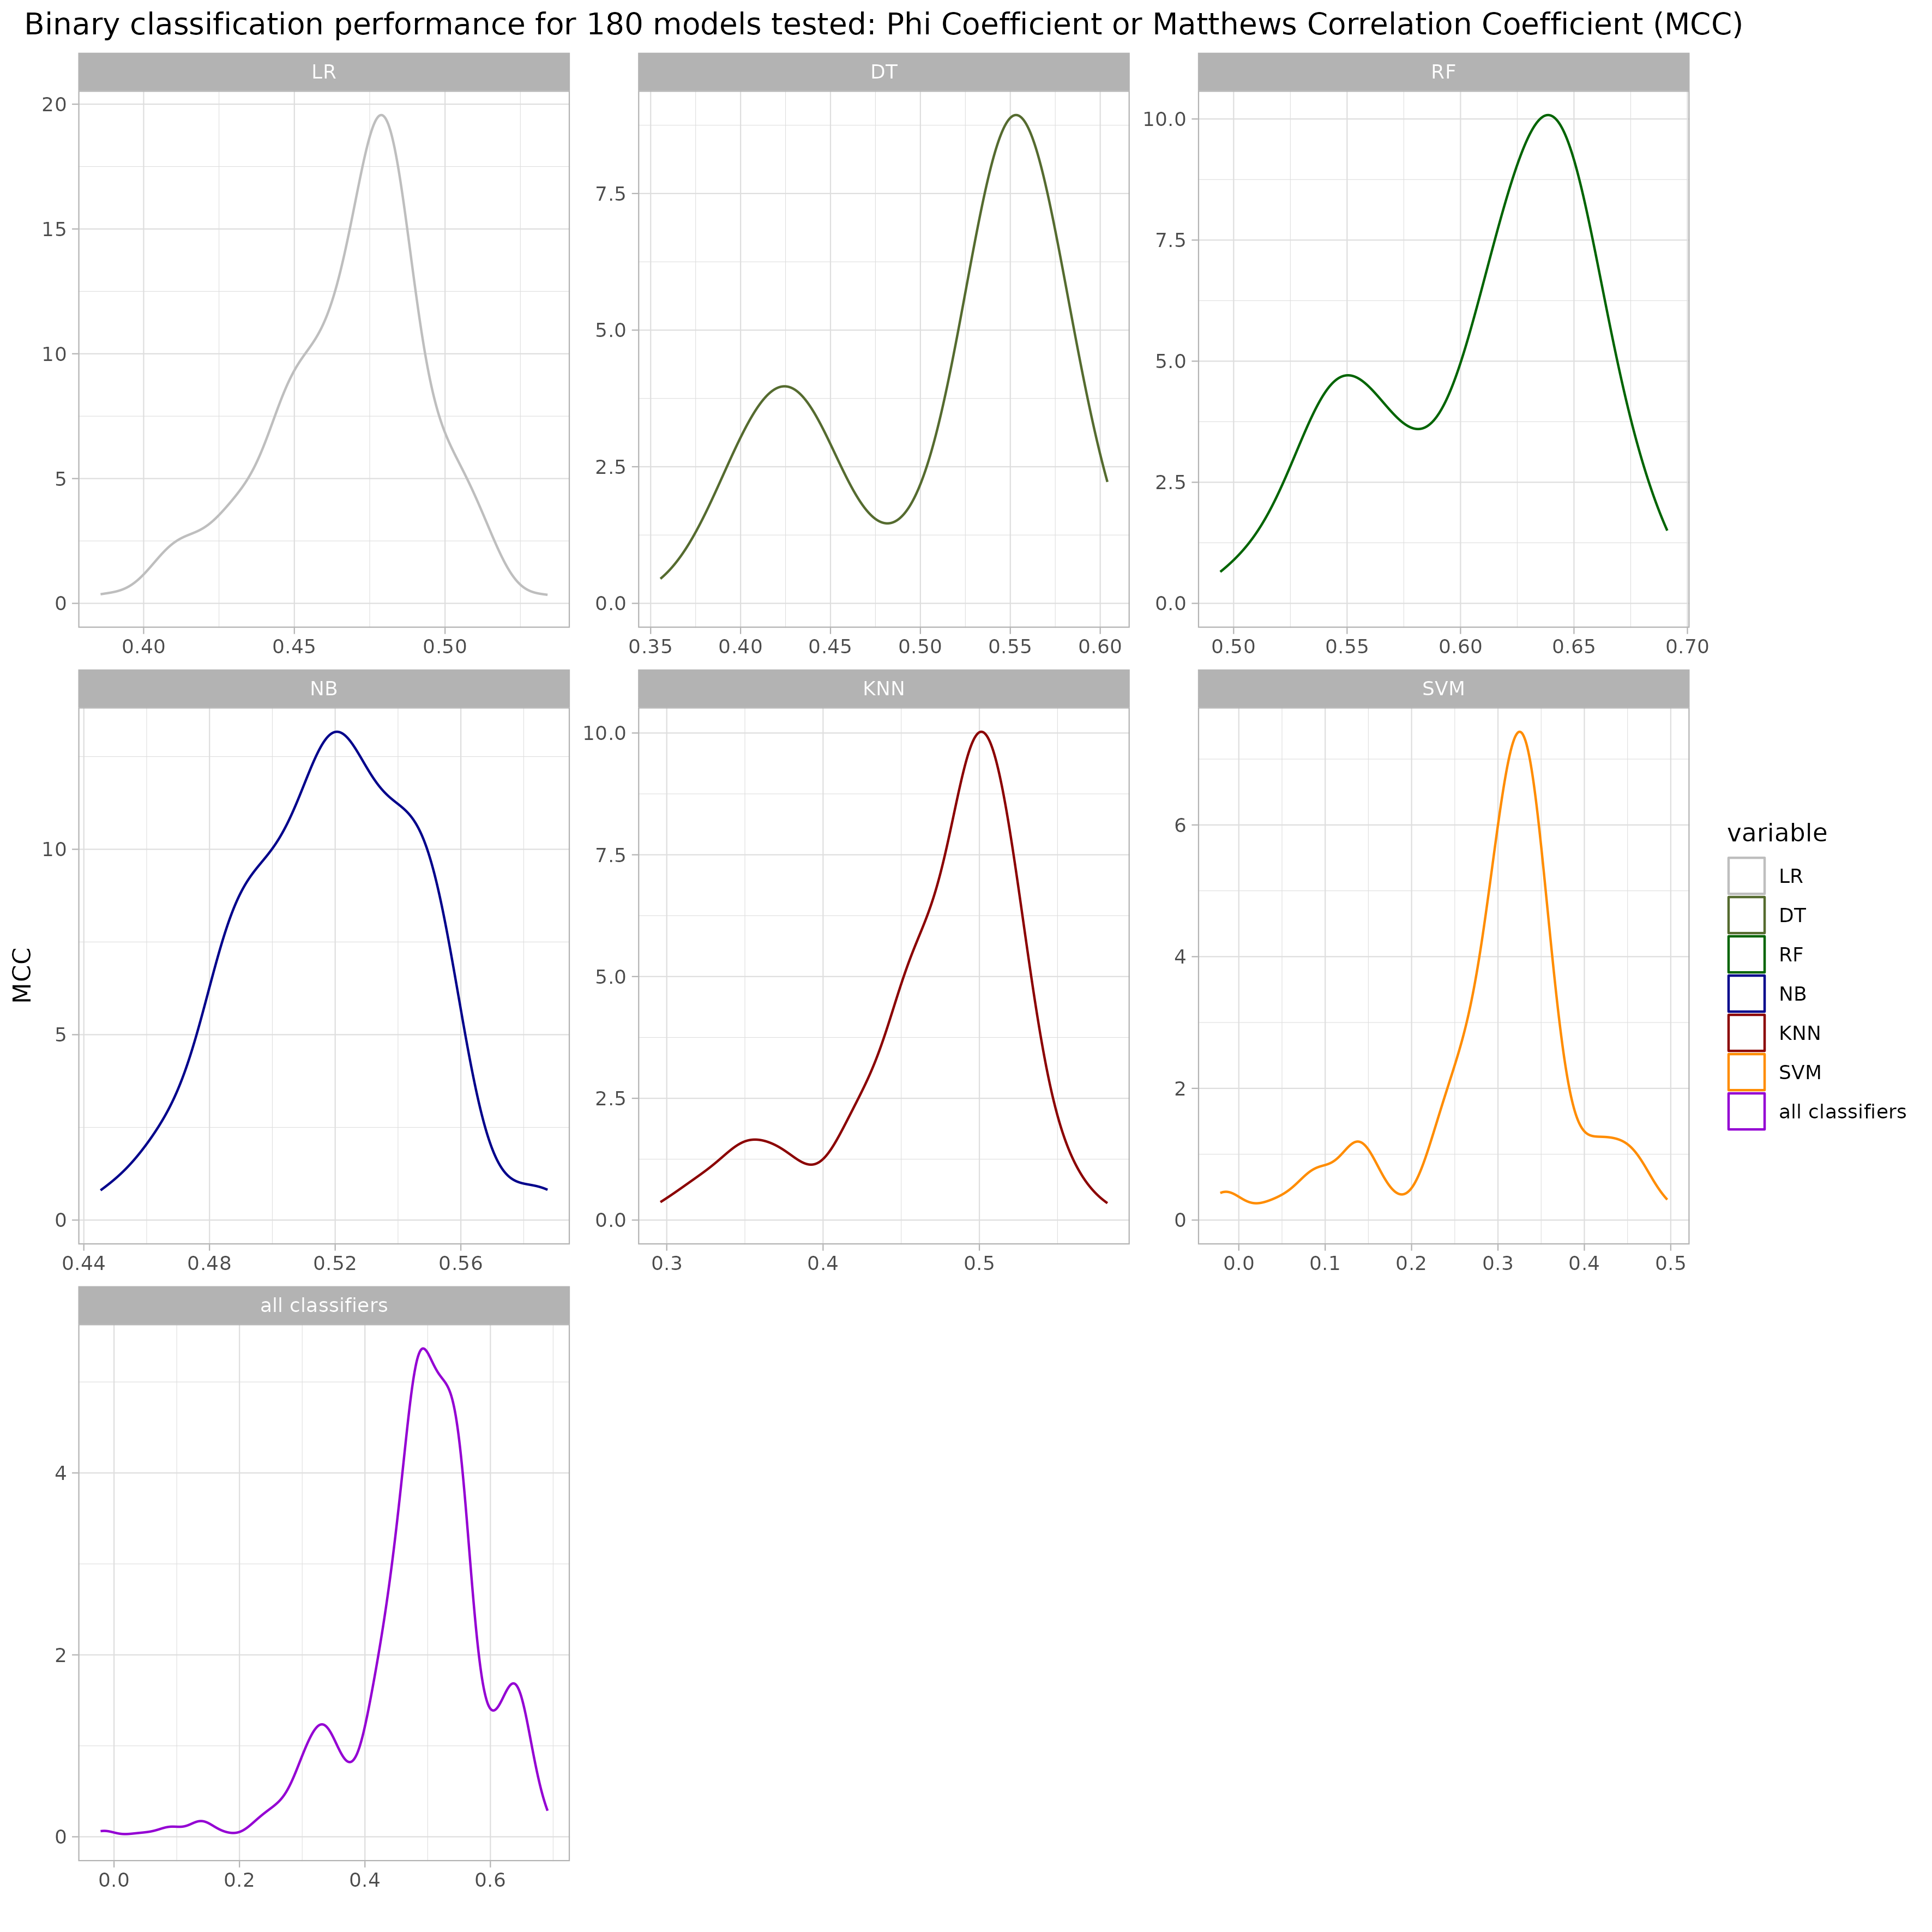 Binary classification performance for 180 models tested: Phi Coefficient or Matthews Correlation Coefficient (MCC)
LR
20
15
10
5
0
0.40 0.45 0.50
DT
7.5
5.0
2.5
0.0
0.35 0.40 0.45 0.50 0.55 0.60
RF
10.0
7.5
5.0
2.5
0.0
0.50 0.55 0.60 0.65 0.70
MCC
NB
10
5
0
0.44 0.48 0.52 0.56
KNN
10.0
7.5
5.0
2.5
0.0
0.3 0.4 0.5
SVM
6
4
2
0
0.0 0.1 0.2 0.3 0.4 0.5
all classifiers
4
2
0
0.0 0.2 0.4 0.6
variable
LR
DT
RF
NB
KNN
SVM
all classifiers